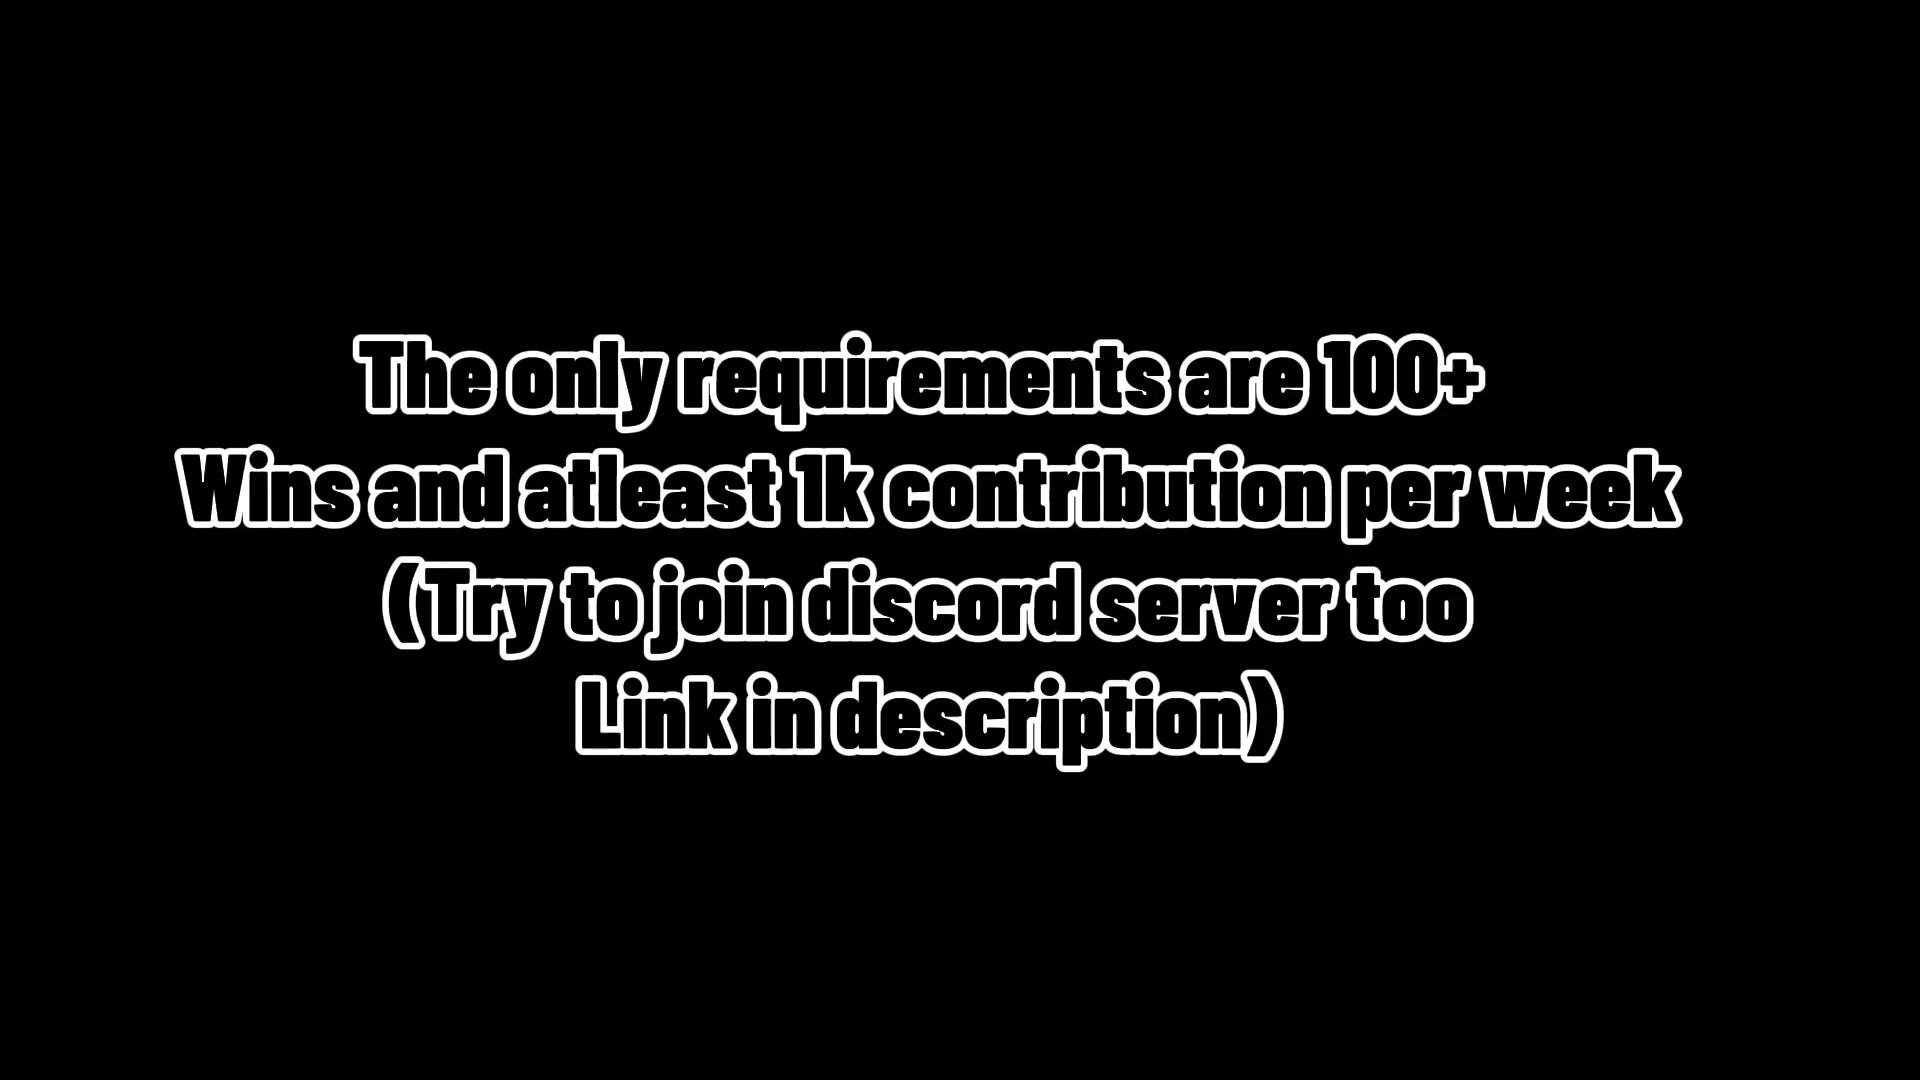 The only requirements are 100+
Wins and atleast 1k contribution per week
(Try to join discord server too
Link in description)